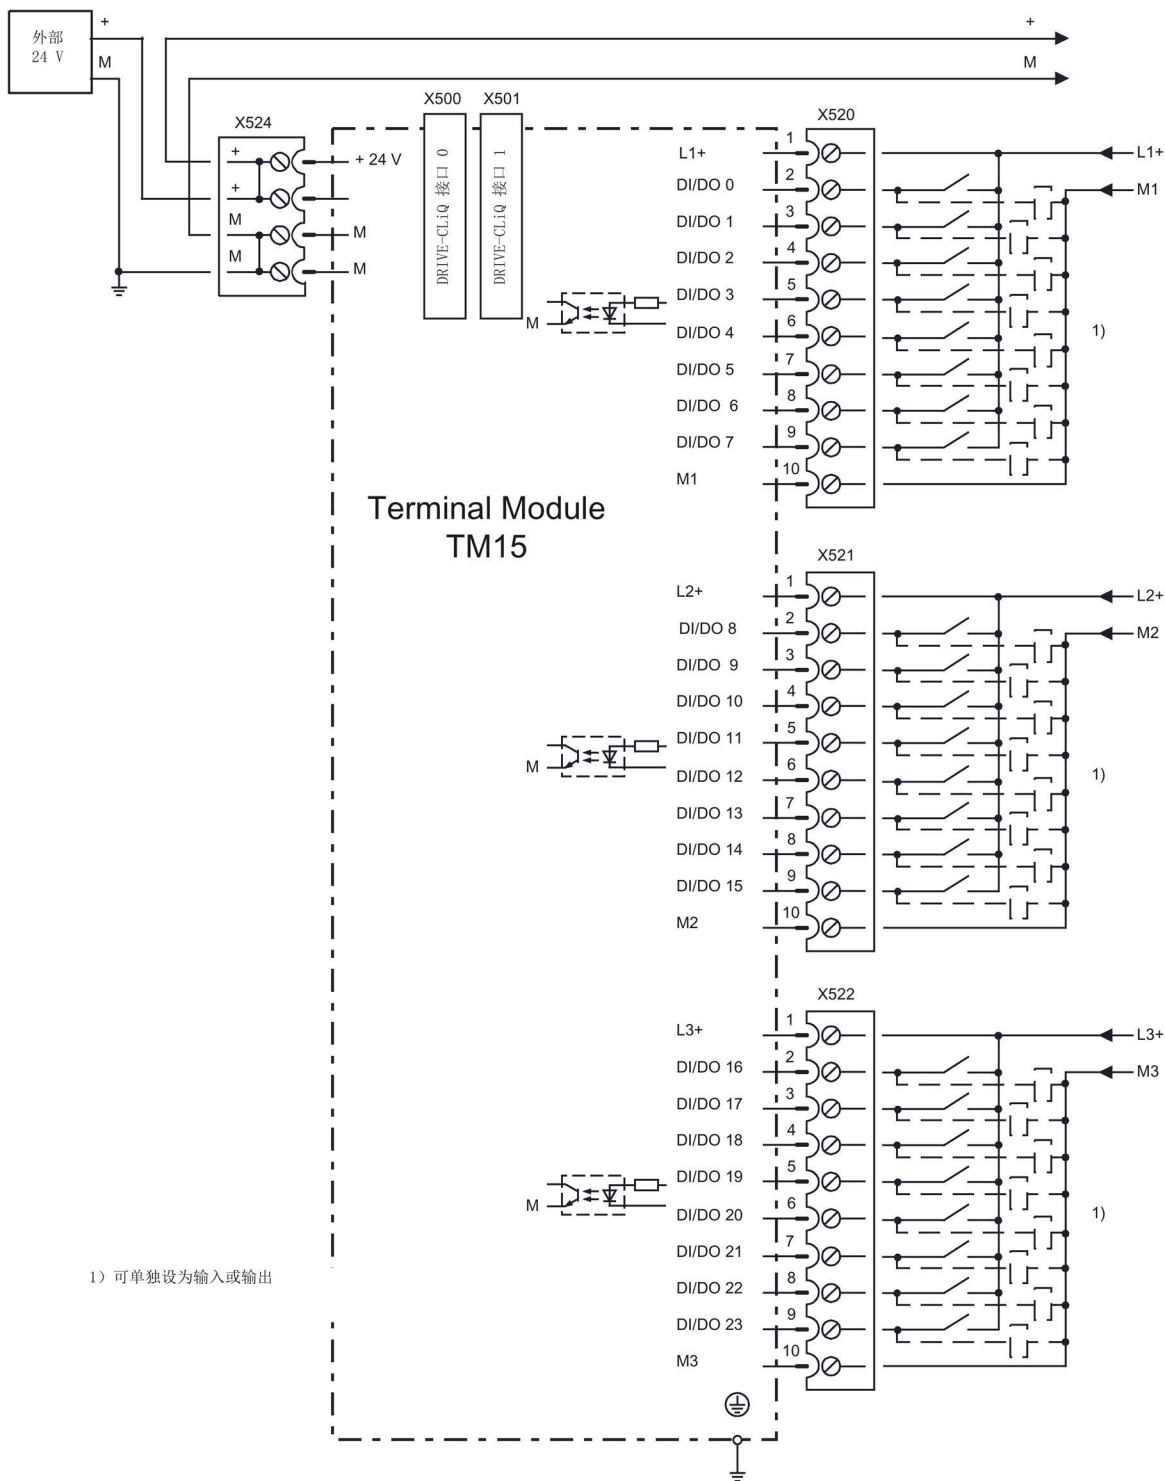 外部
24 V
+
M
+
M
X524
+
+
M
M
+ 24 V
M
M
X500
DRIVE-CLiQ 接口 0
X501
DRIVE-CLiQ 接口 1
Terminal Module
TM15
X520
L1+ 1
DI/DO 0 2
DI/DO 1 3
DI/DO 2 4
DI/DO 3 5
DI/DO 4 6
DI/DO 5 7
DI/DO 6 8
DI/DO 7 9
M1 10
M
L1+
M1
1)
X521
L2+ 1
DI/DO 8 2
DI/DO 9 3
DI/DO 10 4
DI/DO 11 5
DI/DO 12 6
DI/DO 13 7
DI/DO 14 8
DI/DO 15 9
M2 10
M
L2+
M2
1)
X522
L3+ 1
DI/DO 16 2
DI/DO 17 3
DI/DO 18 4
DI/DO 19 5
DI/DO 20 6
DI/DO 21 7
DI/DO 22 8
DI/DO 23 9
M3 10
M
L3+
M3
1)
1) 可单独设为输入或输出